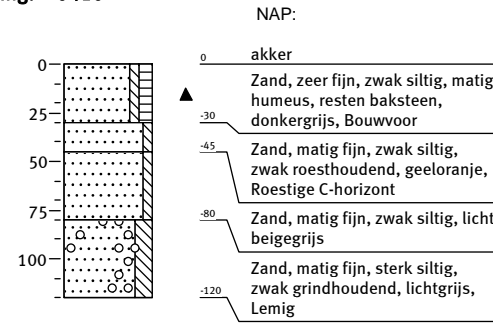 NAP:
0
25
50
75
100
0 akker
Zand, zeer fijn, zwak siltig, matig
humeus, resten baksteen,
-30 donkergrijs, Bouwvoor
-45 Zand, matig fijn, zwak siltig,
zwak roesthoudend, geeloranje,
Roestige C-horizont
-80 Zand, matig fijn, zwak siltig, licht
beigegrijs
Zand, matig fijn, sterk siltig,
-120 zwak grindhoudend, lichtgrijs,
Lemig